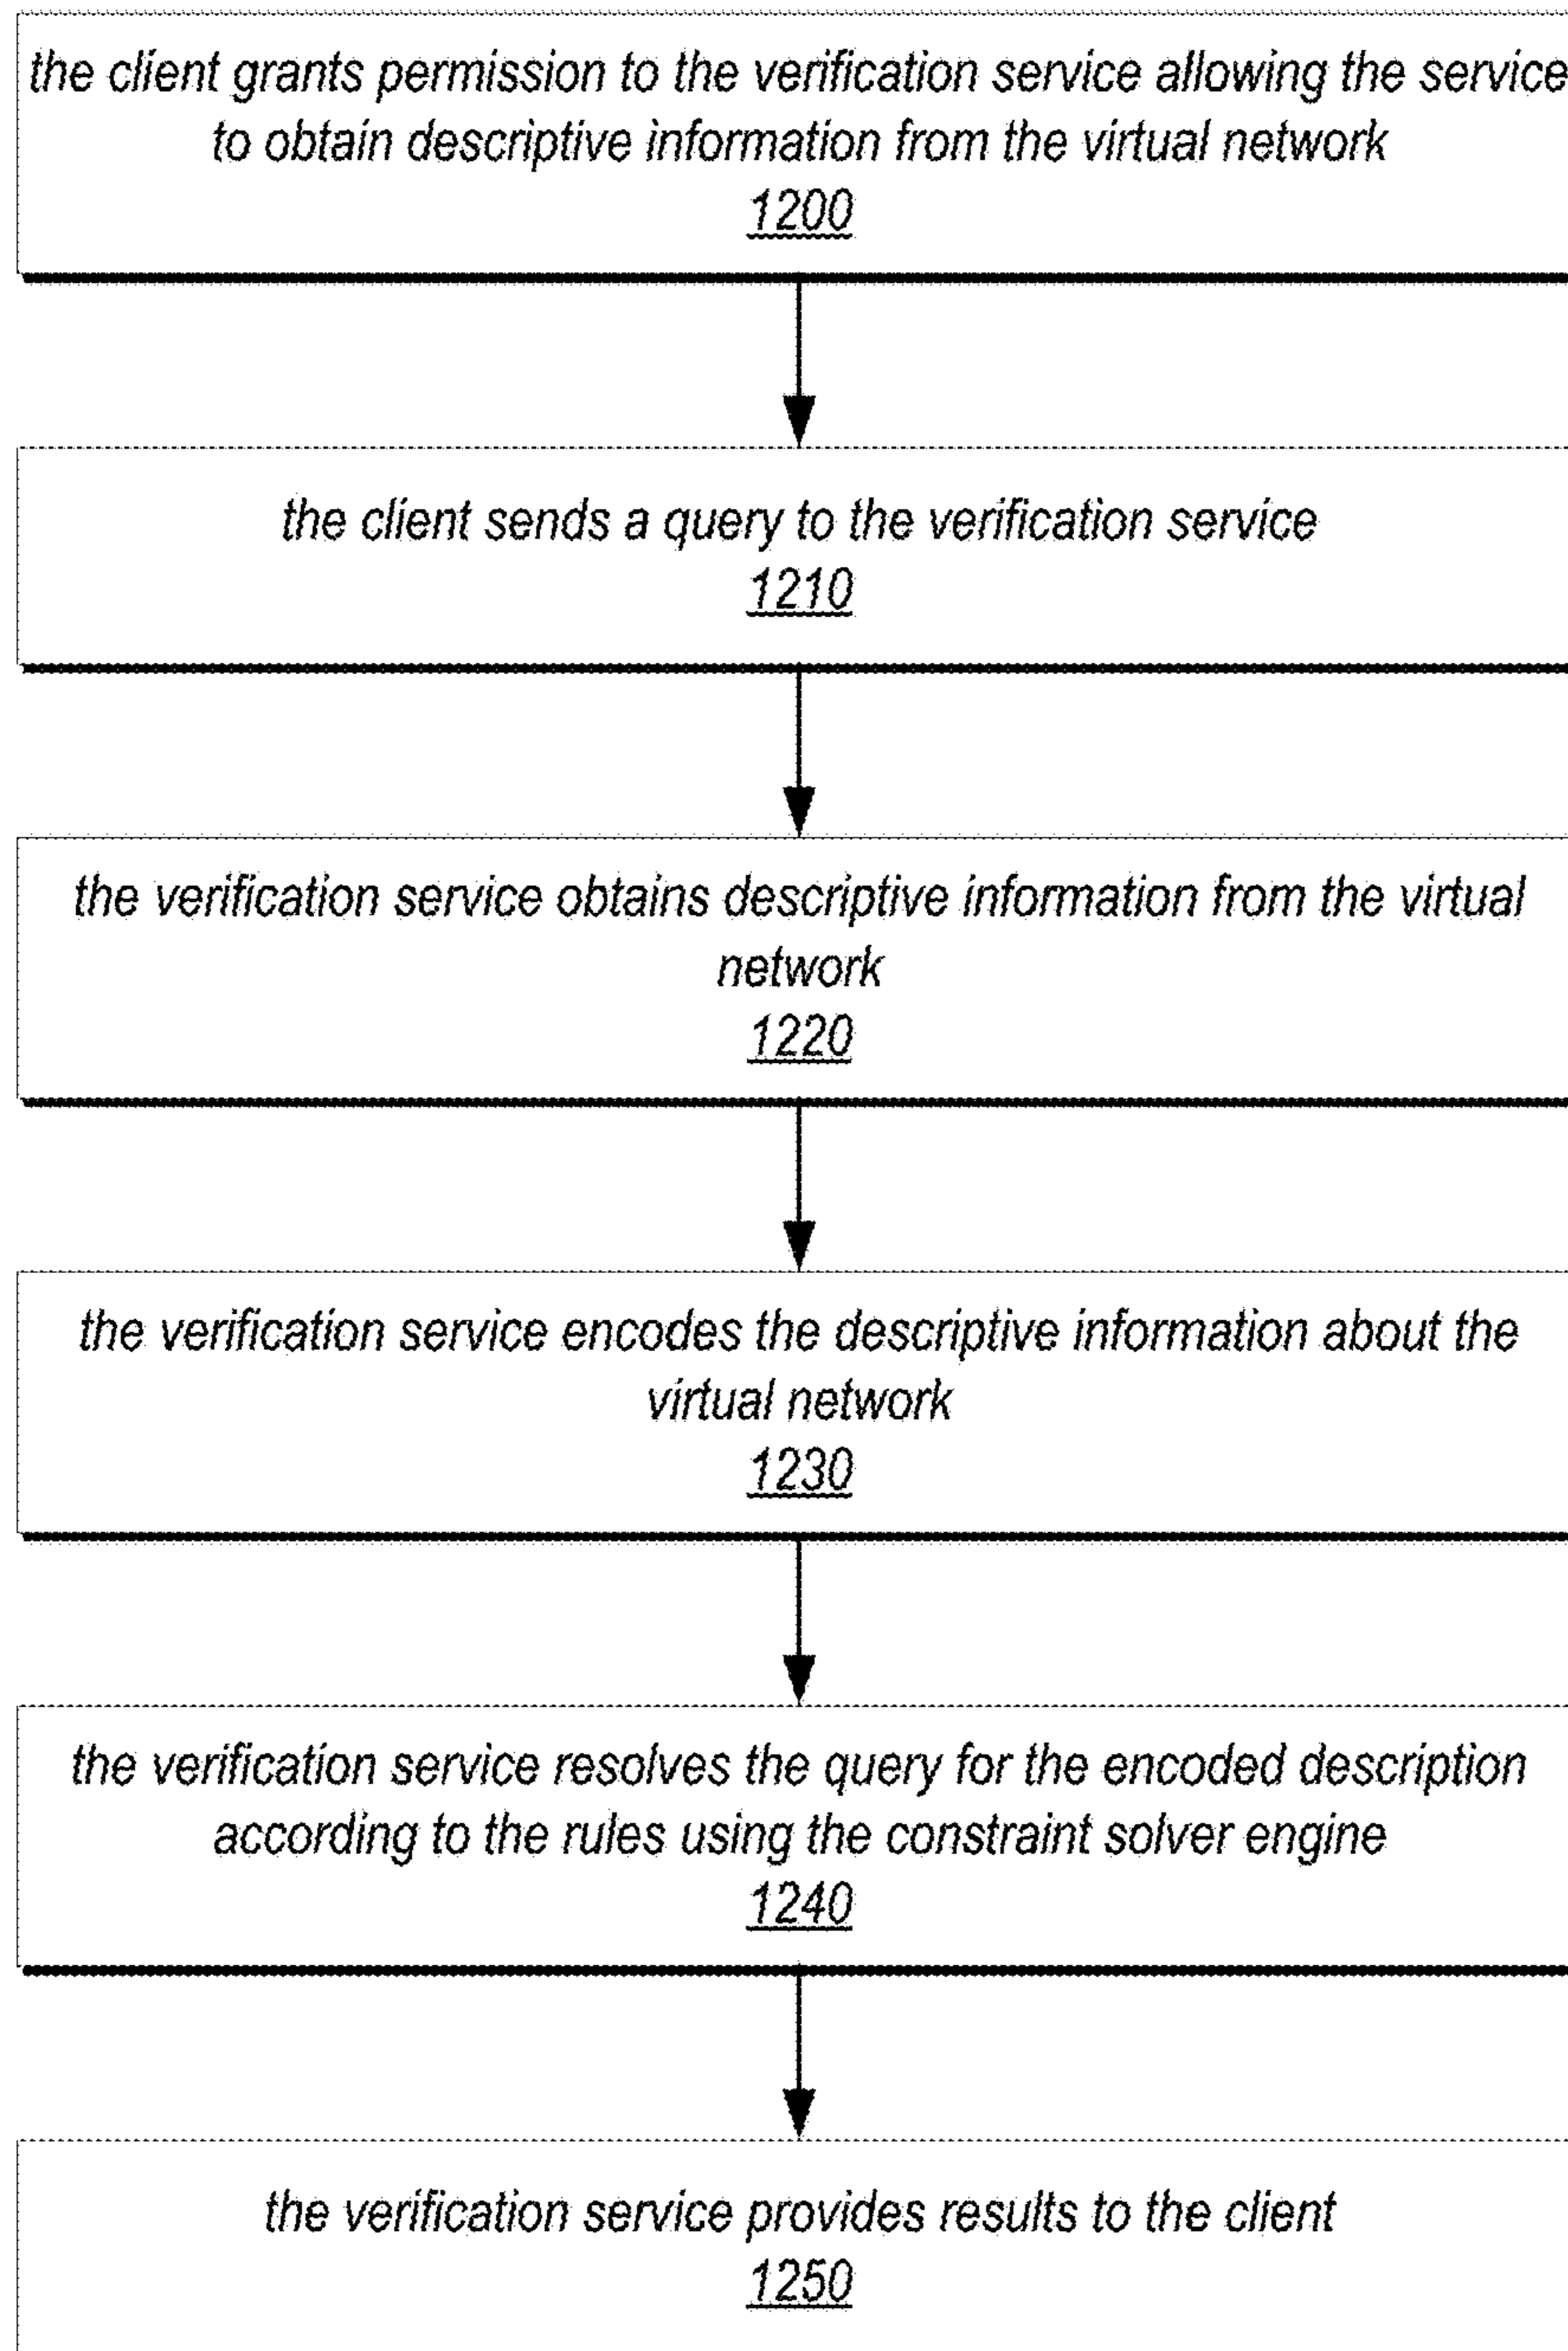 the client grants permission to the verification service allowing the service
to obtain descriptive information from the virtual network
1200
the client sends a query to the verification service
1210
the verification service obtains descriptive information from the virtual
network
1220
the verification service encodes the descriptive information about the
virtual network
1230
the verification service resolves the query for the encoded description
according to the rules using the constraint solver engine
1240
the verification service provides results to the client
1250